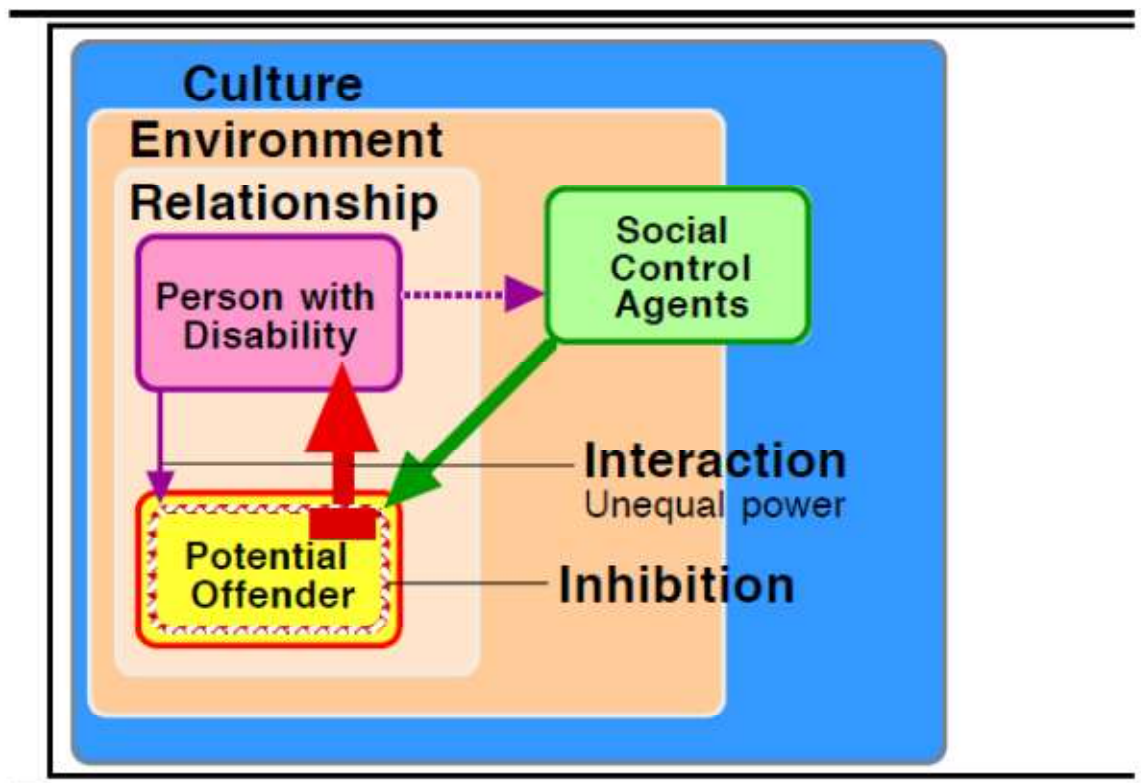 Culture
Environment
Relationship
Social
Control
Agents
Person with
Disability
Interaction
Unequal power
Potential
Offender
Inhibition